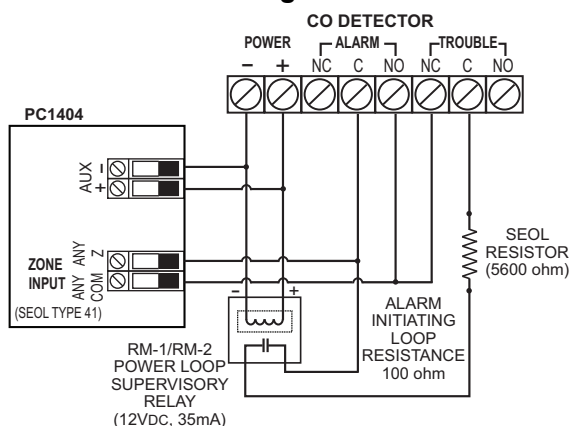 CO DETECTOR
POWER ALARM TROUBLE
− + NC C NO NC C NO
PC1404
AUX
-
+
ZONE
INPUT
ANY
Z
ANY
COM
(SEOL TYPE 41)
SEOL
RESISTOR
(5600 ohm)
- +
ALARM
INITIATING
LOOP
RESISTANCE
100 ohm
RM-1/RM-2
POWER LOOP
SUPERVISORY
RELAY
(12VDC, 35mA)